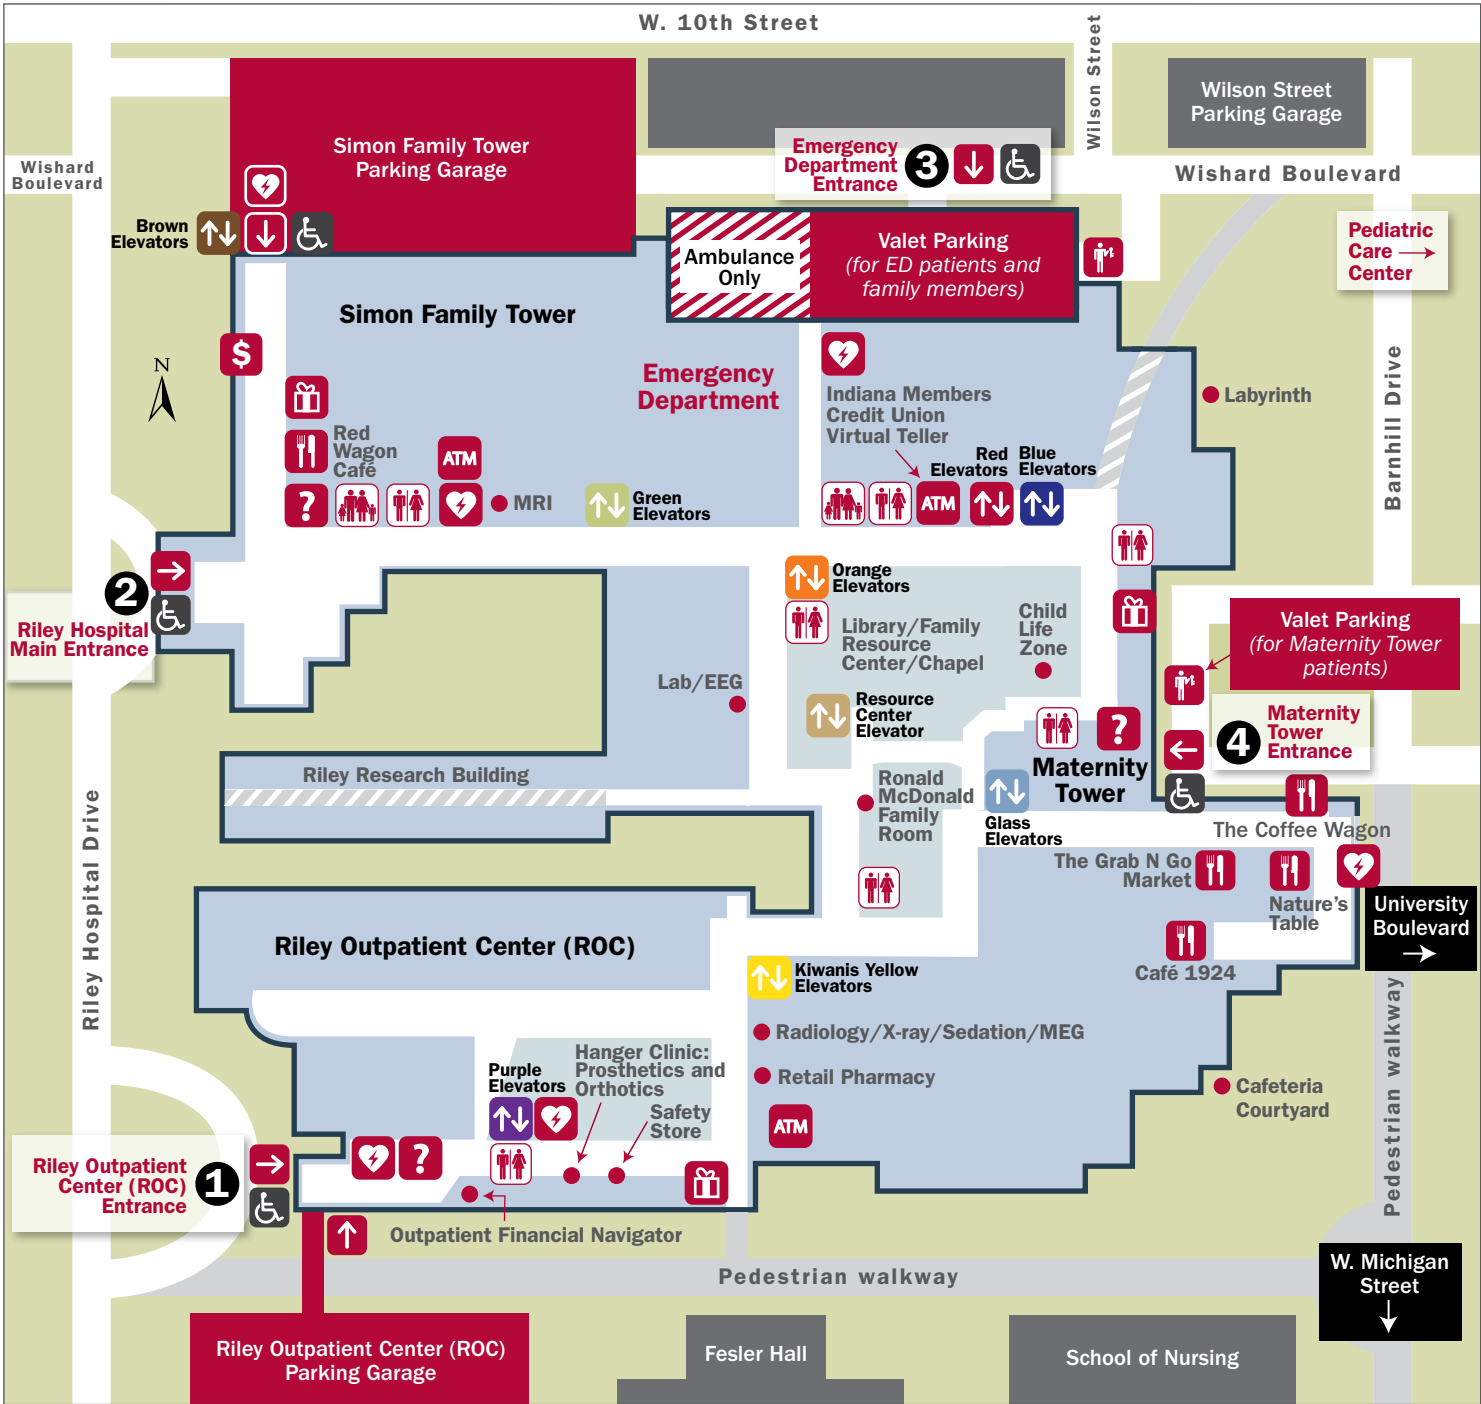 W. 10th Street
Wilson Street
Wilson Street
Parking Garage
Simon Family Tower
Parking Garage
Emergency
Department
Entrance
3
Wishard
Boulevard
Wishard Boulevard
Brown
Elevators
Ambulance
Only
Valet Parking
(for ED patients and
family members)
Pediatric
Care
Center
Simon Family Tower
$
N
Emergency
Department
Indiana Members
Credit Union
Virtual Teller
Labyrinth
Barnhill Drive
Red
Wagon
Café
ATM
Red
Elevators
Blue
Elevators
?
MRI
Green
Elevators
ATM
2
Riley Hospital
Main Entrance
Orange
Elevators
Library/Family
Resource
Center/Chapel
Child
Life
Zone
Valet Parking
(for Maternity Tower
patients)
Lab/EEG
Resource
Center
Elevator
?
4
Maternity
Tower
Entrance
Riley Research Building
Maternity
Tower
Ronald
McDonald
Family
Room
Glass
Elevators
The Coffee Wagon
The Grab N Go
Market
Nature's
Table
University
Boulevard
Riley Hospital Drive
Riley Outpatient Center (ROC)
Café 1924
Kiwanis Yellow
Elevators
Radiology/X-ray/Sedation/MEG
Retail Pharmacy
ATM
Purple
Elevators
Hanger Clinic:
Prosthetics and
Orthotics
Safety
Store
Cafeteria
Courtyard
Pedestrian walkway
Riley Outpatient
Center (ROC)
Entrance
1
?
Outpatient Financial Navigator
Pedestrian walkway
W. Michigan
Street
Riley Outpatient Center (ROC)
Parking Garage
Fesler Hall
School of Nursing